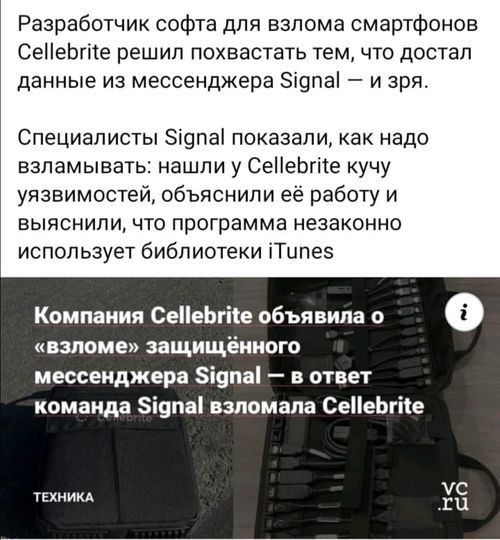 Разработчик софта для взлома смартфонов
Cellebrite решил похвастать тем, что достал
данные из мессенджера Signal — и зря.
Специалисты Signal показали, как надо
взламывать: нашли у Cellebrite кучу
уязвимостей, объяснили её работу и
выяснили, что программа незаконно
использует библиотеки iTunes
Компания Cellebrite объявила о
«взломе» защищённого
мессенджера Signal — в ответ
команда Signal взломала Cellebrite
Cellebrite
ТЕХНИКА
vc
.ru